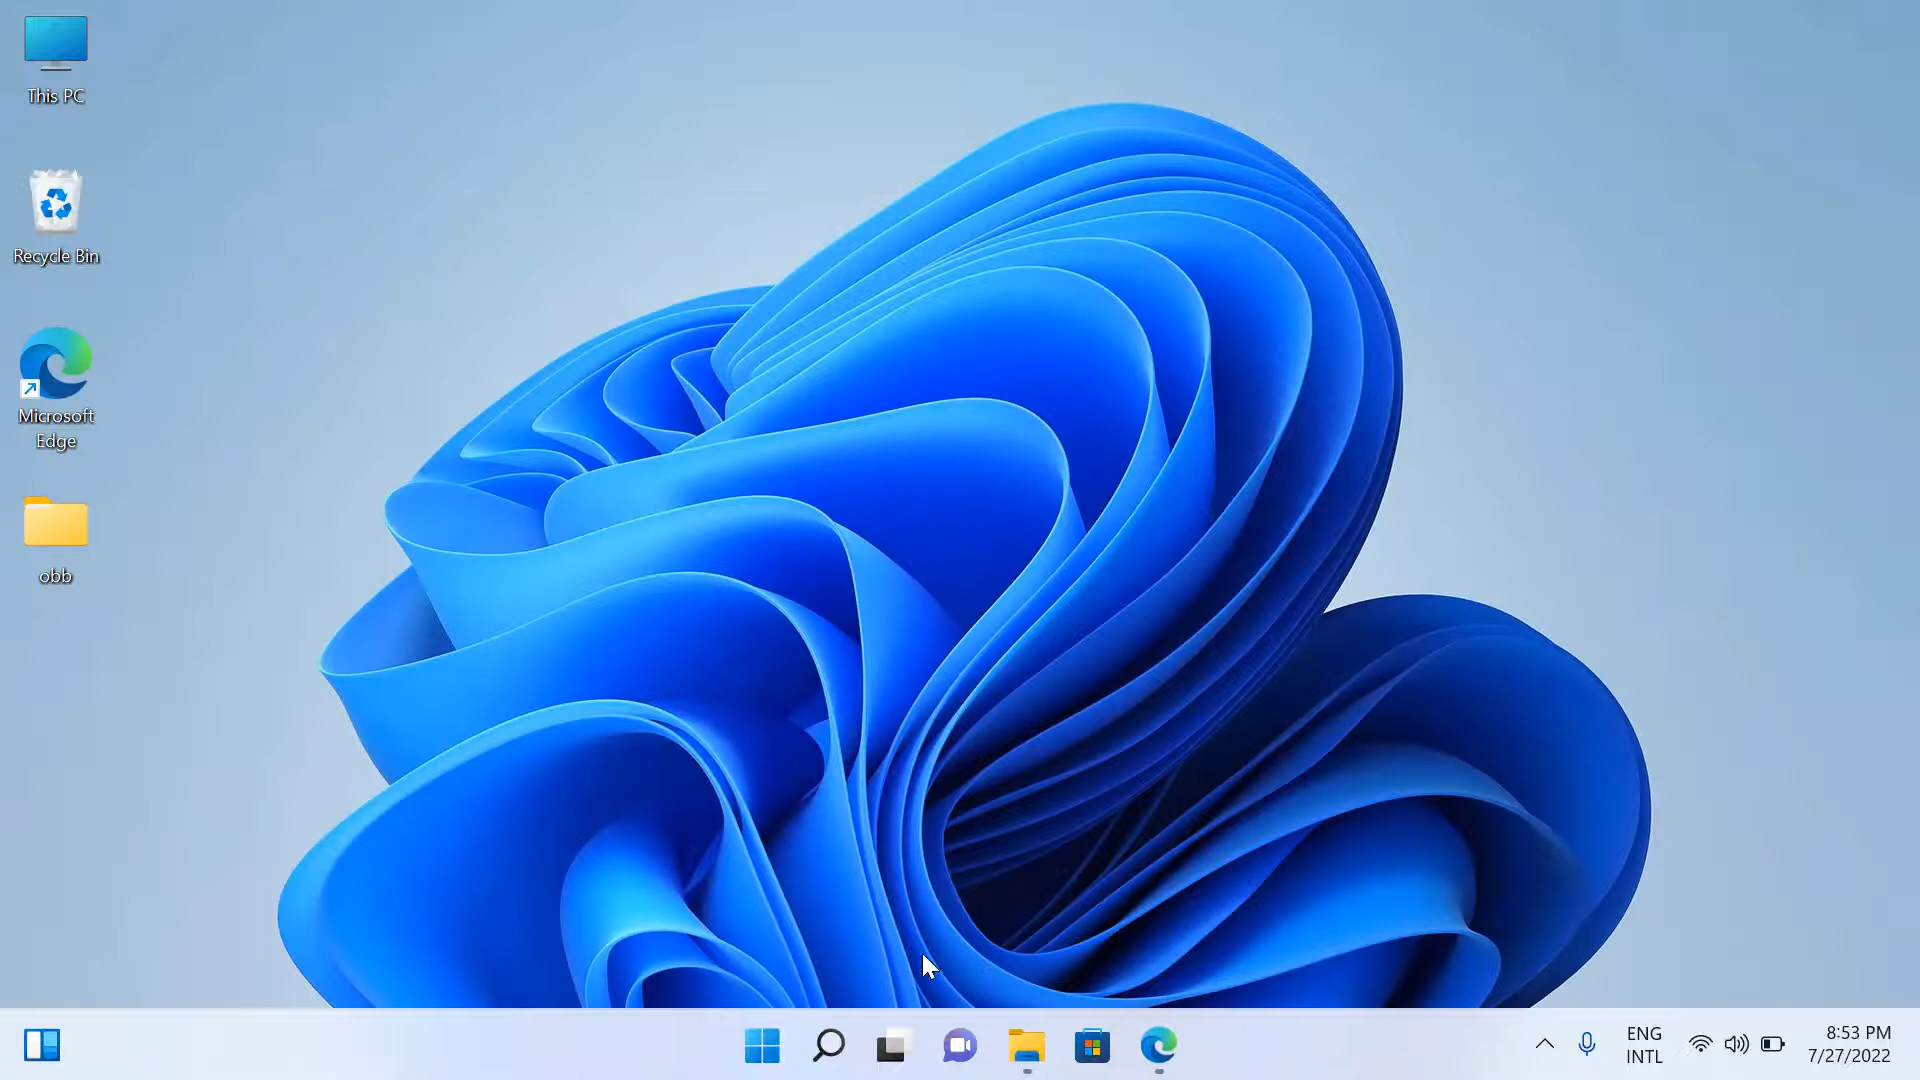 This PC
Recycle Bin
Microsoft
Edge
obb
ENG
INTL
8:53 PM
7/27/2022